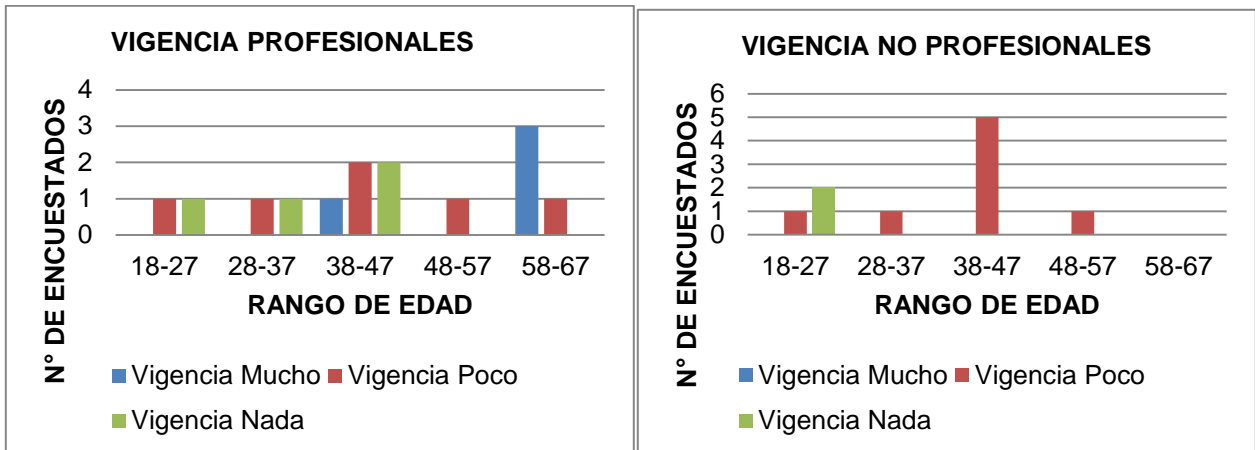 VIGENCIA PROFESIONALES
N° DE ENCUESTADOS
4
3
2
1
0
18-27 28-37 38-47 48-57 58-67
RANGO DE EDAD
Vigencia Mucho Vigencia Poco
Vigencia Nada
VIGENCIA NO PROFESIONALES
N° DE ENCUESTADOS
6
5
4
3
2
1
0
18-27 28-37 38-47 48-57 58-67
RANGO DE EDAD
Vigencia Mucho Vigencia Poco
Vigencia Nada